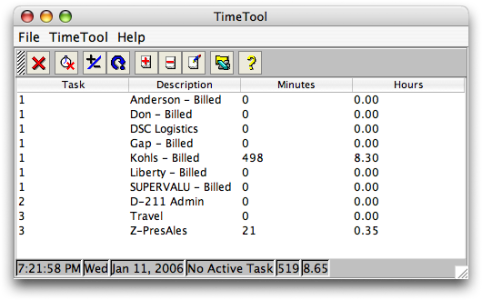 TimeTool
File TimeTool Help
Task Description Minutes Hours
1 Anderson - Billed 0 0.00
1 Don - Billed 0 0.00
1 DSC Logistics 0 0.00
1 Gap - Billed 0 0.00
1 Kohls - Billed 498 8.30
1 Liberty - Billed 0 0.00
1 SUPERVALU - Billed 0 0.00
2 D-211 Admin 0 0.00
3 Travel 0 0.00
3 Z-PresAles 21 0.35
7:21:58 PM Wed Jan 11, 2006 No Active Task 519 8.65